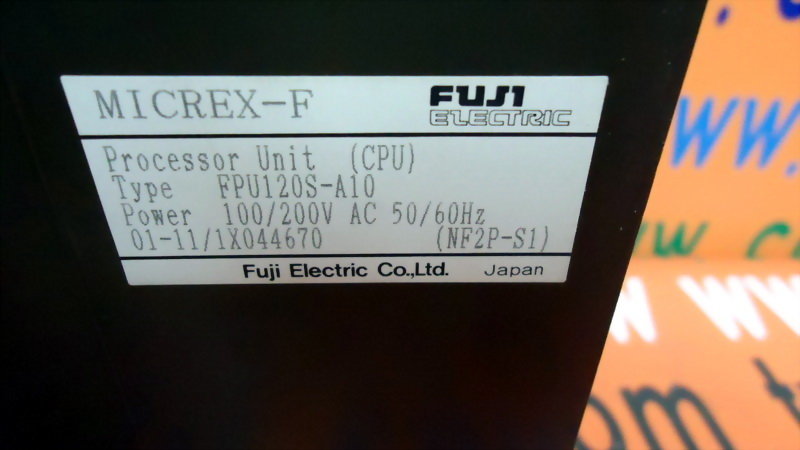 MICREX-F FUJI ELECTRIC
Processor Unit (CPU)
Type FPU120S-A10
Power 100/200V AC 50/60Hz
01-11/1X044670 (NF2P-S1)
Fuji Electric Co.,Ltd. Japan